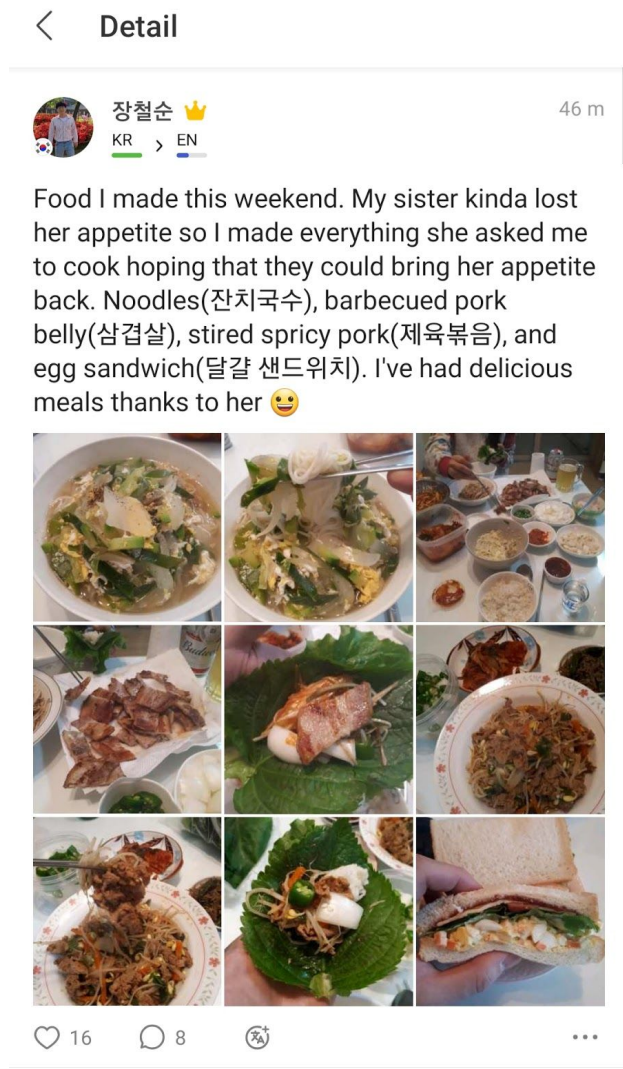 Detail
장철순
46 m
KR > EN
Food I made this weekend. My sister kinda lost
her appetite so I made everything she asked me
to cook hoping that they could bring her appetite
back. Noodles(잔치국수), barbecued pork
belly(삼겹살), stired spricy pork(제육볶음), and
egg sandwich(달걀 샌드위치). I've had delicious
meals thanks to her 😀
16
8